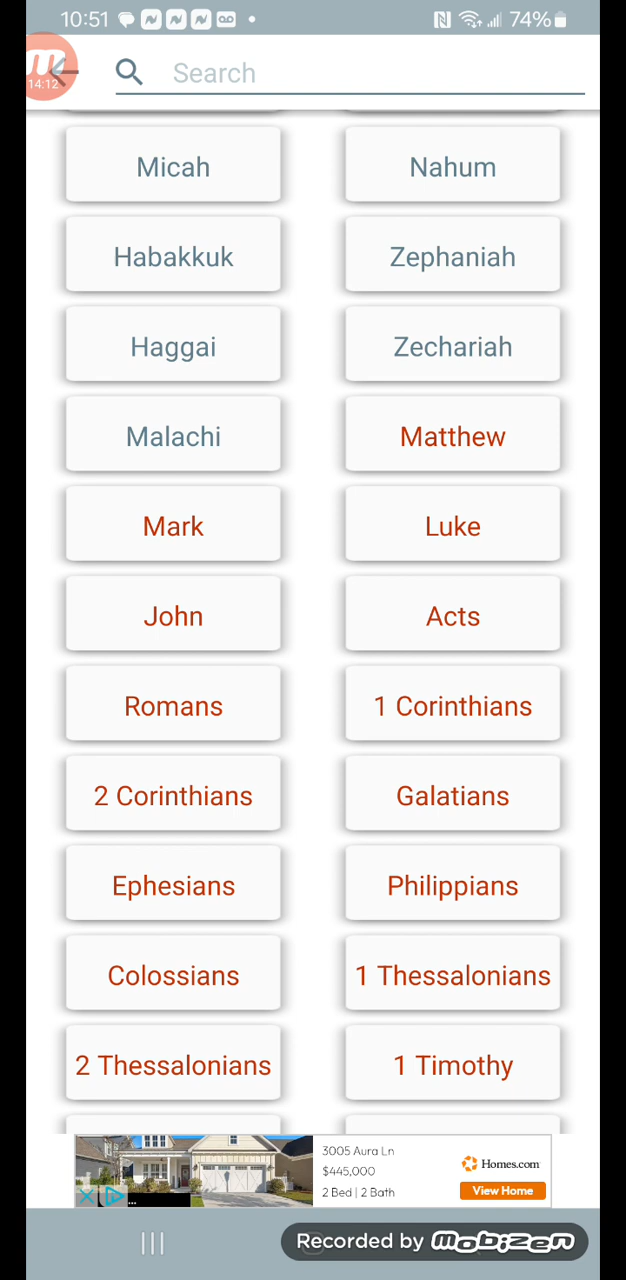 10:51 74%
14:12
Search
Micah Nahum
Habakkuk Zephaniah
Haggai Zechariah
Malachi Matthew
Mark Luke
John Acts
Romans 1 Corinthians
2 Corinthians Galatians
Ephesians Philippians
Colossians 1 Thessalonians
2 Thessalonians 1 Timothy
3005 Aura Ln
$445,000
2 Bed | 2 Bath
Homes.com
View Home
...
Recorded by mobizen